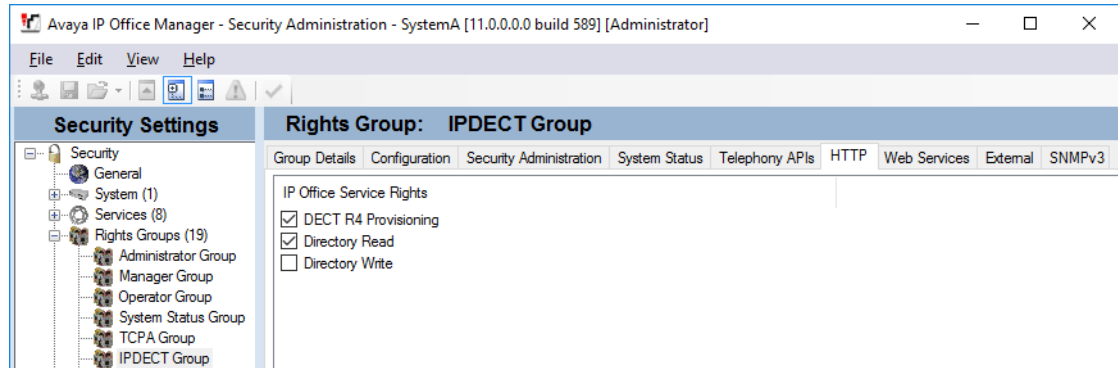 Avaya IP Office Manager - Security Administration - SystemA [11.0.0.0.0 build 589] [Administrator]
File Edit View Help
Security Settings
Rights Group: IPDECT Group
Security
General
System (1)
Services (8)
Rights Groups (19)
Administrator Group
Manager Group
Operator Group
System Status Group
TCPA Group
IPDECT Group
Group Details Configuration Security Administration System Status Telephony APIs HTTP Web Services External SNMPv3
IP Office Service Rights
DECT R4 Provisioning
Directory Read
Directory Write